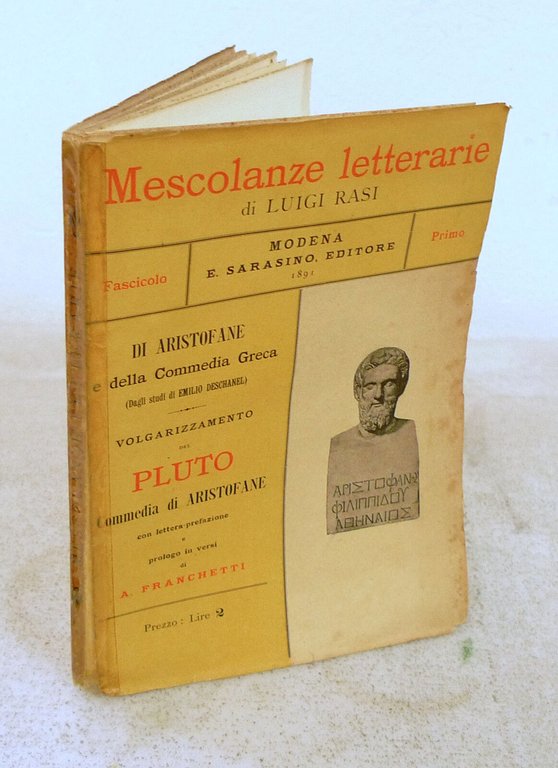 Mescolanze letterarie
di LUIGI RASI
Fascicolo
MODENA
E. SARASINO, EDITORE
1891
Primo
DI ARISTOFANE
e della Commedia Greca
(Dagli studi di EMILIO DESCHANEL)
VOLGARIZZAMENTO
DEL
PLUTO
Commedia di ARISTOFANE
con lettera-prefazione
e
prologo in versi
di
A. FRANCHETTI
Prezzo: Lire 2
ΑΡΙΣΤΟΦΑΝΗΣ
ΦΙΛΙΠΠΙΔΟΥ
ΑΘΗΝΑΙΟΣ